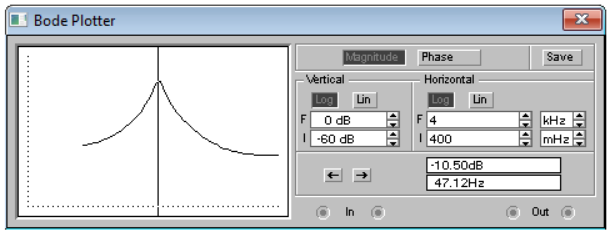 Bode Plotter
Magnitude Phase Save
Vertical Horizontal
Log Lin Log Lin
F 0 dB F 4 kHz
I -60 dB I 400 mHz
-10.50dB
47.12Hz
In Out